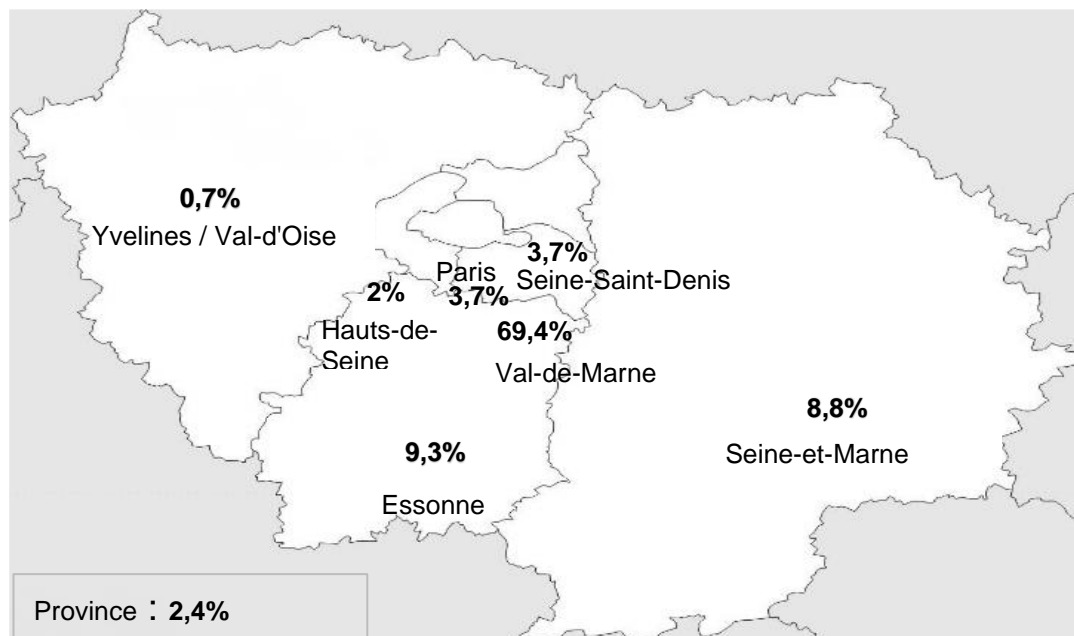 0,7%
Yvelines / Val-d'Oise
3,7%
Seine-Saint-Denis
Paris
3,7%
2%
Hauts-de-
Seine
69,4%
Val-de-Marne
8,8%
Seine-et-Marne
9,3%
Essonne
Province : 2,4%